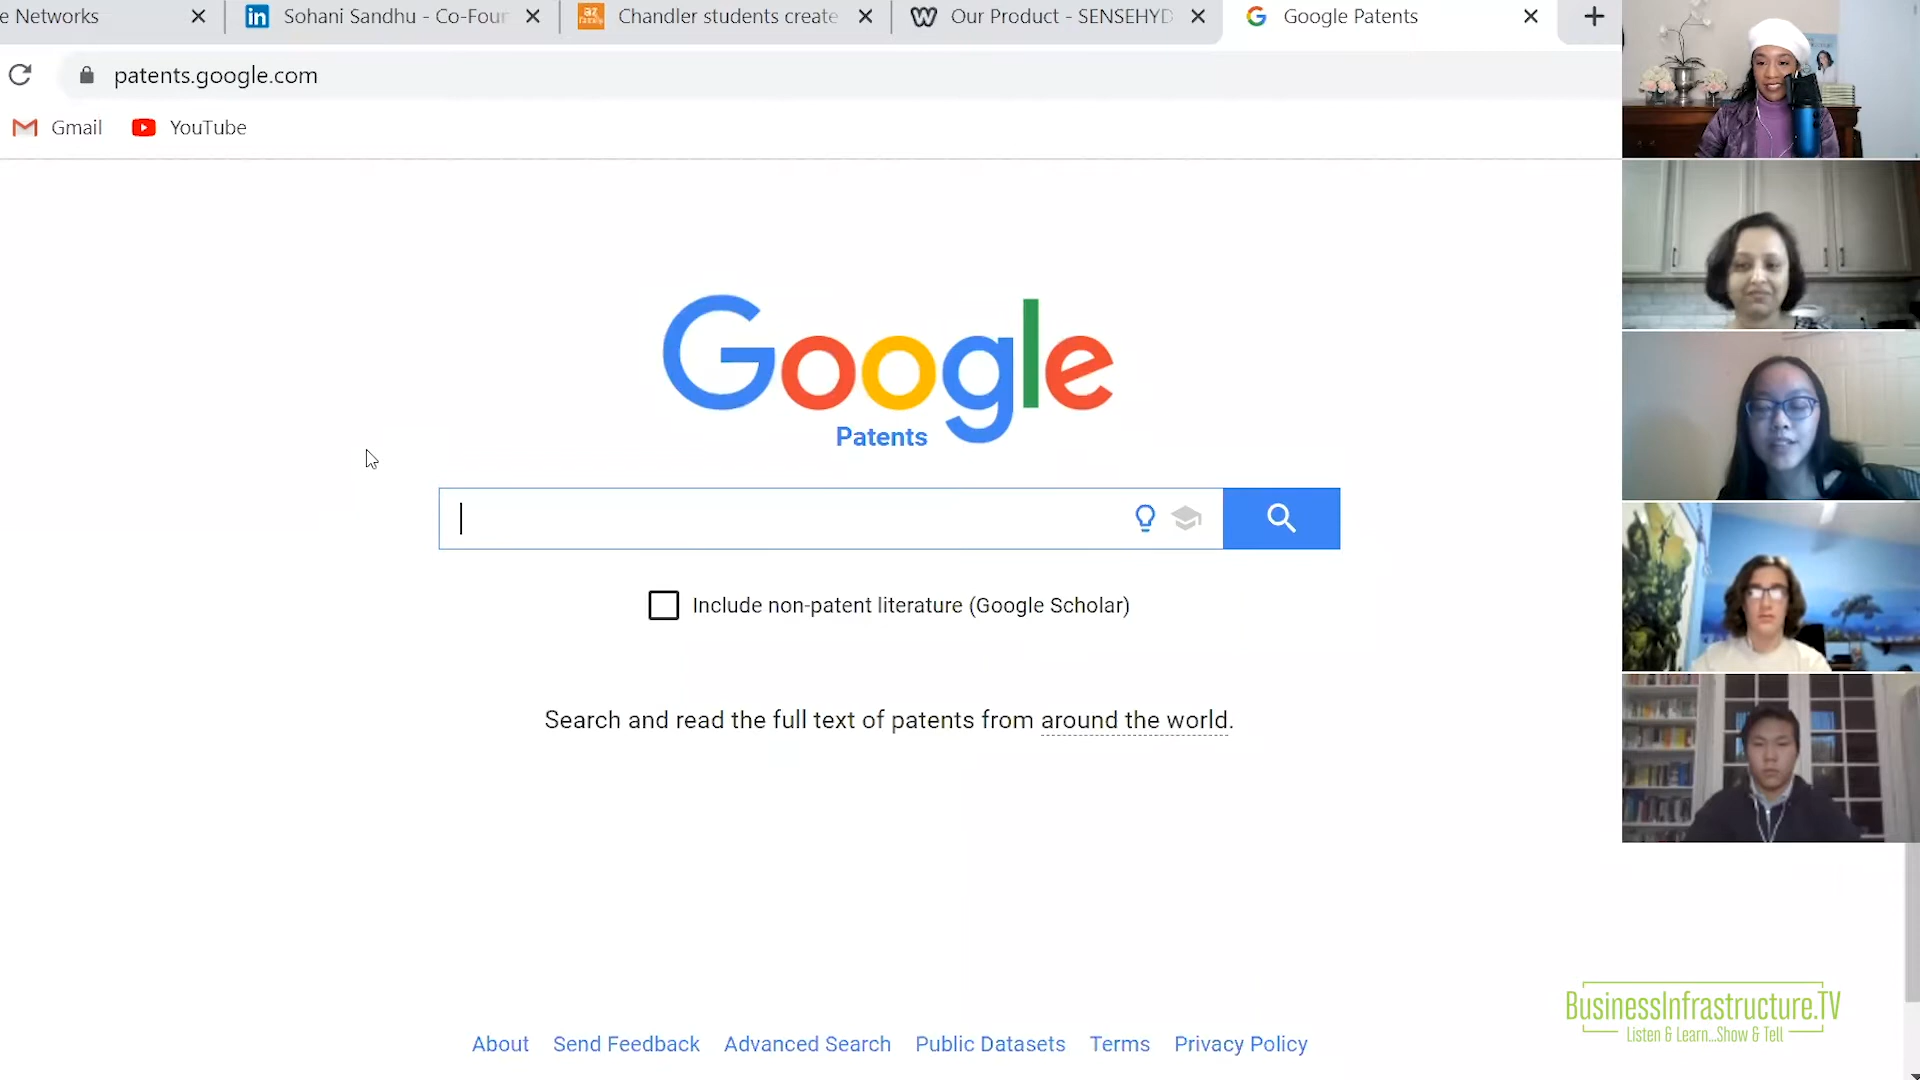 e Networks
Sohani Sandhu - Co-Four
Chandler students create
Our Product - SENSEHYD
Google Patents
patents.google.com
Gmail
YouTube
Google
Patents
Include non-patent literature (Google Scholar)
Search and read the full text of patents from around the world.
BusinessInfrastructure.TV
Listen & Learn...Show & Tell
About Send Feedback Advanced Search Public Datasets Terms Privacy Policy